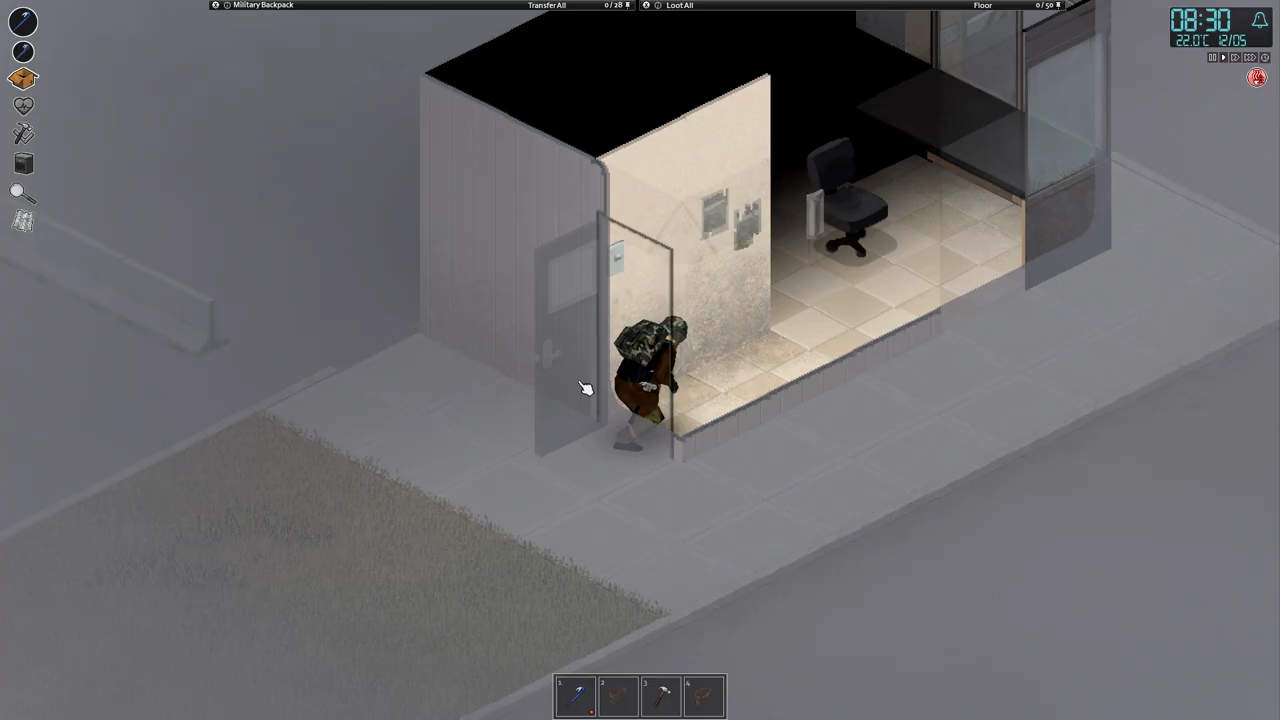 Military Backpack Transfer All 0 / 28
Loot All Floor 0 / 50
08:30
22.0°C 12/05
1 2 3 4